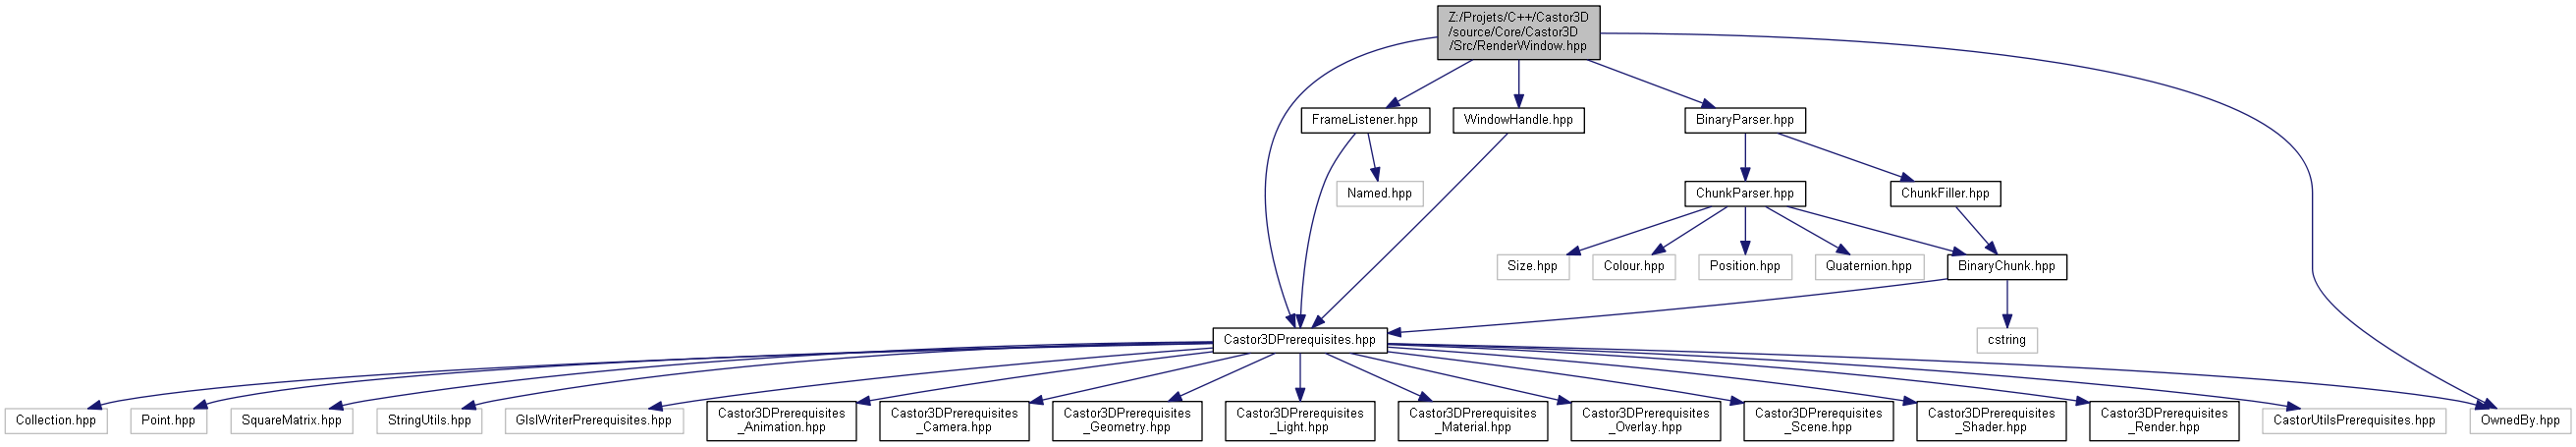 Z:/Projets/C++/Castor3D
/source/Core/Castor3D
/Src/RenderWindow.hpp
FrameListener.hpp
WindowHandle.hpp
BinaryParser.hpp
Named.hpp
ChunkParser.hpp
ChunkFiller.hpp
Size.hpp
Colour.hpp
Position.hpp
Quaternion.hpp
BinaryChunk.hpp
Castor3DPrerequisites.hpp
cstring
Collection.hpp
Point.hpp
SquareMatrix.hpp
StringUtils.hpp
GlslWriterPrerequisites.hpp
Castor3DPrerequisites
_Animation.hpp
Castor3DPrerequisites
_Camera.hpp
Castor3DPrerequisites
_Geometry.hpp
Castor3DPrerequisites
_Light.hpp
Castor3DPrerequisites
_Material.hpp
Castor3DPrerequisites
_Overlay.hpp
Castor3DPrerequisites
_Scene.hpp
Castor3DPrerequisites
_Shader.hpp
Castor3DPrerequisites
_Render.hpp
CastorUtilsPrerequisites.hpp
OwnedBy.hpp